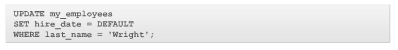 UPDATE my_employees
SET hire_date = DEFAULT
WHERE last_name = 'Wright';